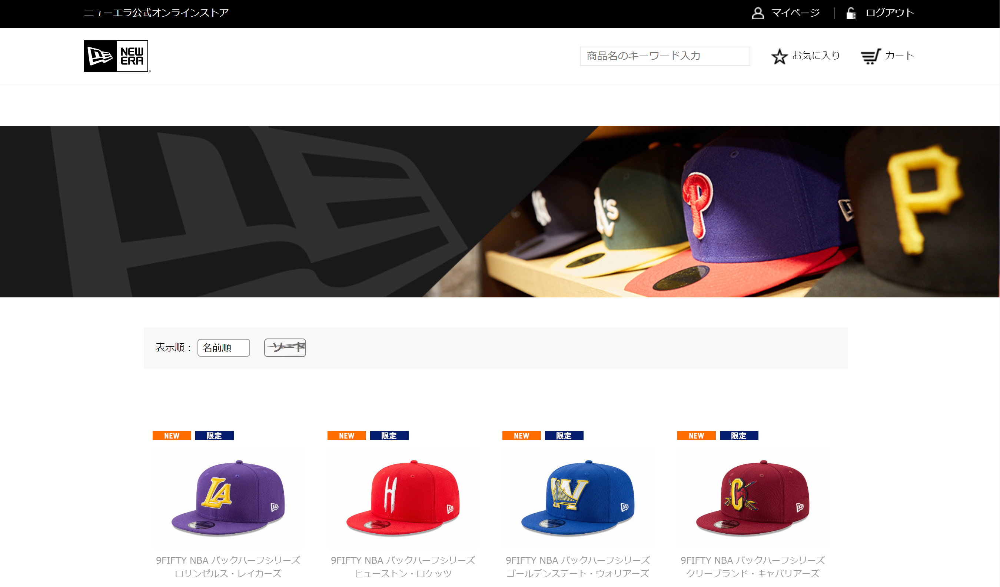 ニューエラ公式オンラインストア
マイページ
ログアウト
NEW
ERA
商品名のキーワード入力
お気に入り
カート
A's
P
P
表示順：
名前順
ソート
NEW
限定
NEW
限定
NEW
限定
NEW
限定
LA
H
W
C
9FIFTY NBA バックハーフシリーズ
ロサンゼルス・レイカーズ
9FIFTY NBA バックハーフシリーズ
ヒューストン・ロケッツ
9FIFTY NBA バックハーフシリーズ
ゴールデンステート・ウォリアーズ
9FIFTY NBA バックハーフシリーズ
クリーブランド・キャバリアーズ